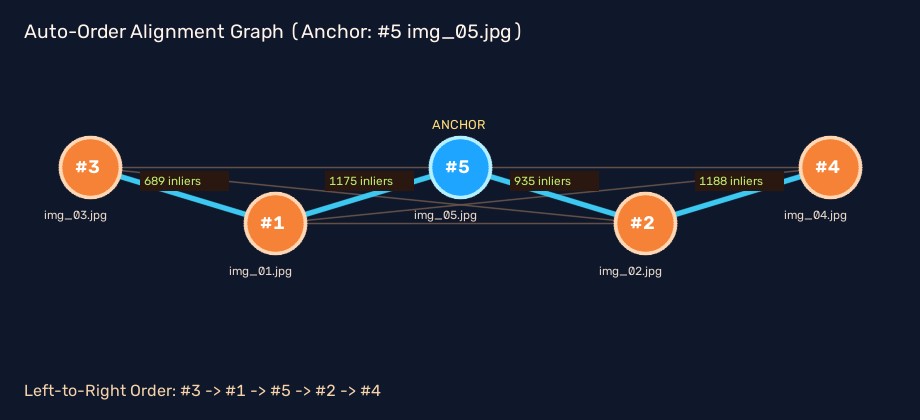 Auto-Order Alignment Graph (Anchor: #5 img_05.jpg)
ANCHOR
#3
#5
#4
689 inliers
1175 inliers
935 inliers
1188 inliers
img_03.jpg
img_05.jpg
img_04.jpg
#1
#2
img_01.jpg
img_02.jpg
Left-to-Right Order: #3 -> #1 -> #5 -> #2 -> #4